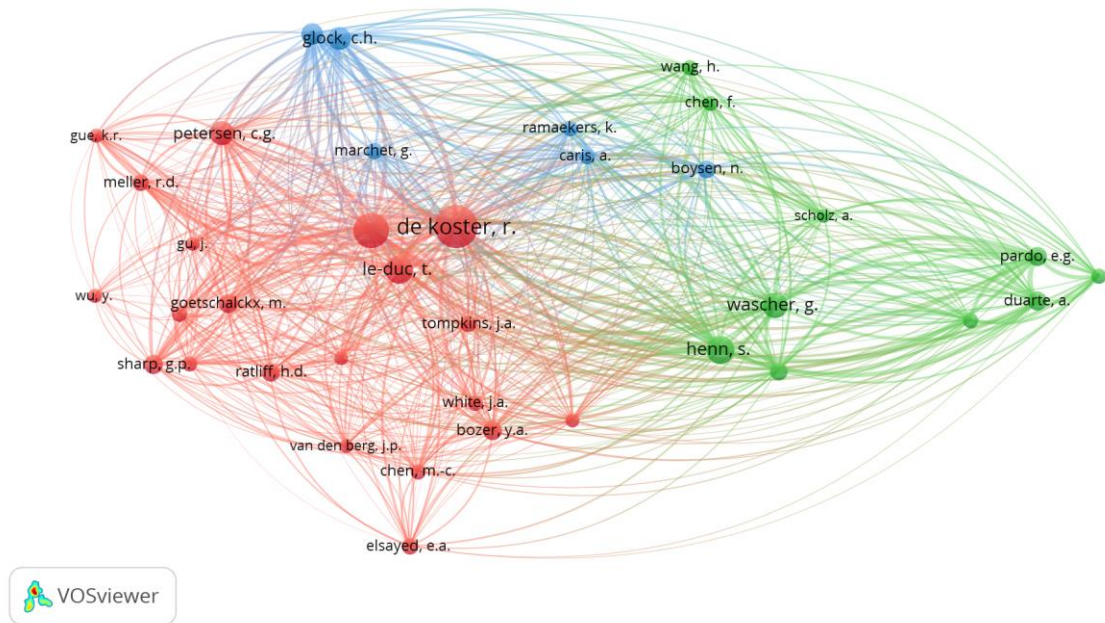 glock, c.h.
wang, h.
chen, f.
gue, k.r.
petersen, c.g.
ramaekers, k.
marchet, g.
caris, a.
boysen, n.
meller, r.d.
scholz, a.
de koster, r.
gu, j.
le-duc, t.
pardo, e.g.
wu, y.
goetschalckx, m.
duarte, a.
wascher, g.
tompkins, j.a.
henn, s.
sharp, g.p.
ratliff, h.d.
white, j.a.
bozer, y.a.
van den berg, j.p.
chen, m.-c.
elsayed, e.a.
VOSviewer